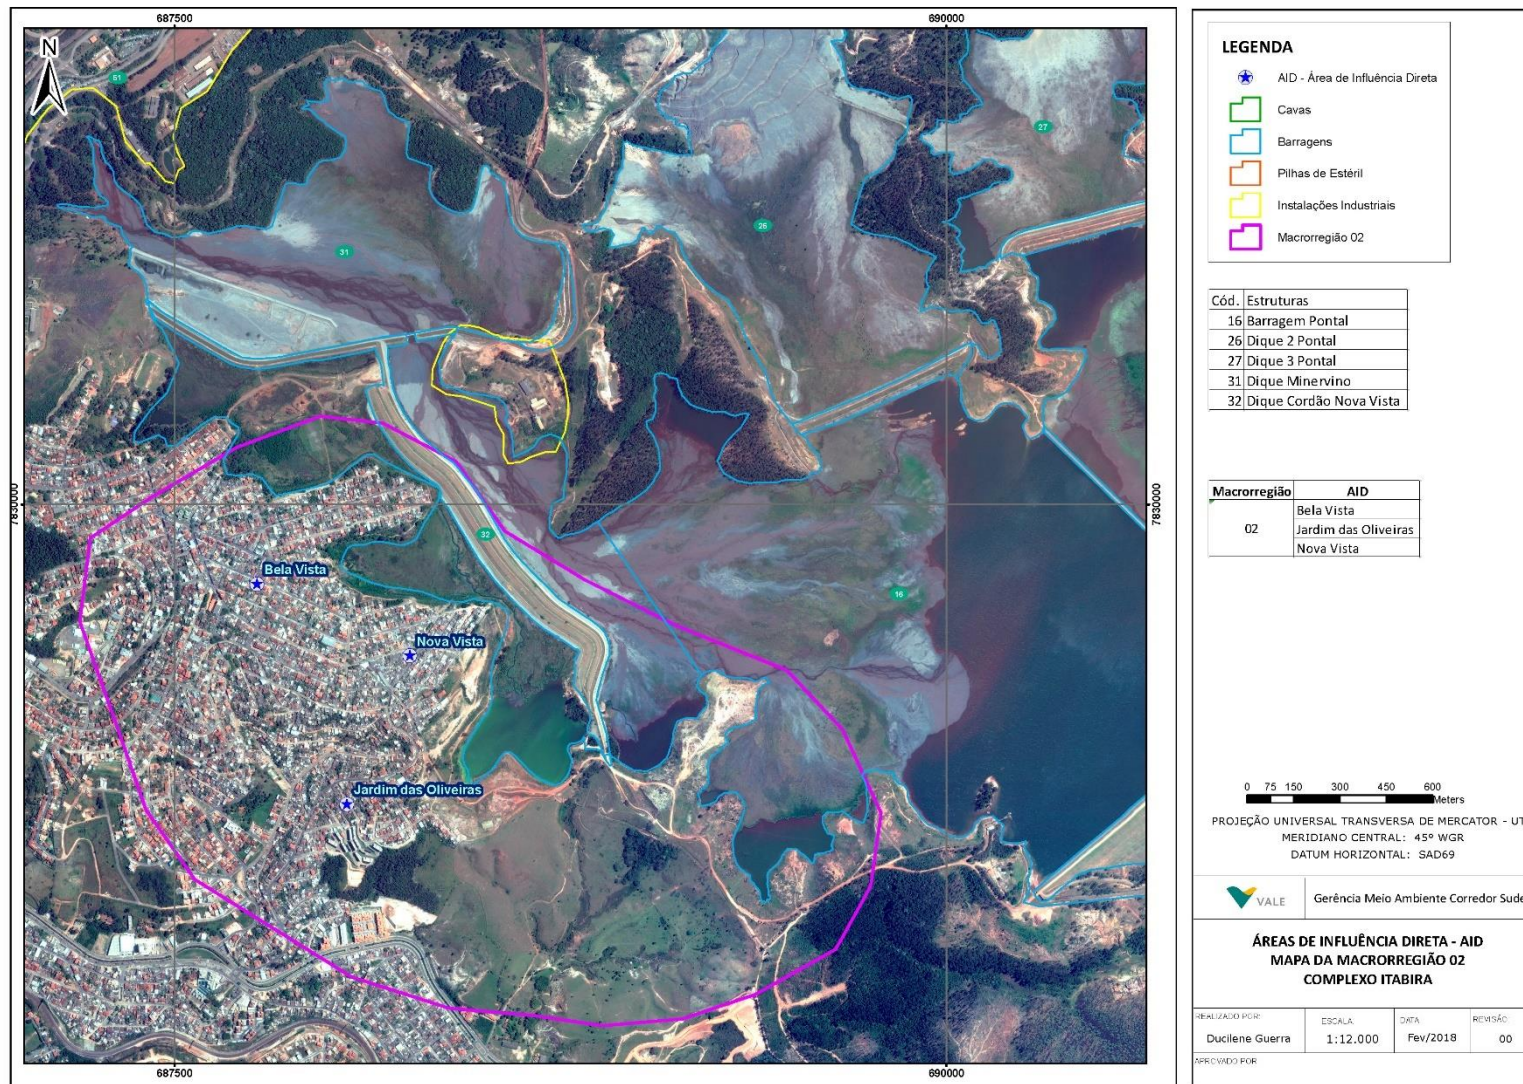 687500
690000
N
51
27
26
31
7830000
7830000
32
Bela Vista
16
Nova Vista
Jardim das Oliveiras
687500
690000
LEGENDA
AID - Área de Influência Direta
Cavas
Barragens
Pilhas de Estéril
Instalações Industriais
Macrorregião 02
Cód. Estruturas
16 Barragem Pontal
26 Dique 2 Pontal
27 Dique 3 Pontal
31 Dique Minervino
32 Dique Cordão Nova Vista
Macrorregião AID
Bela Vista
02 Jardim das Oliveiras
Nova Vista
0 75 150 300 450 600
Meters
PROJEÇÃO UNIVERSAL TRANSVERSA DE MERCATOR - UT
MERIDIANO CENTRAL: 45º WGR
DATUM HORIZONTAL: SAD69
VALE
Gerência Meio Ambiente Corredor Sude
ÁREAS DE INFLUÊNCIA DIRETA - AID
MAPA DA MACRORREGIÃO 02
COMPLEXO ITABIRA
REALIZADO POR: ESCALA: DATA REVISÃO
Ducilene Guerra 1:12.000 Fev/2018 00
APROVADO POR